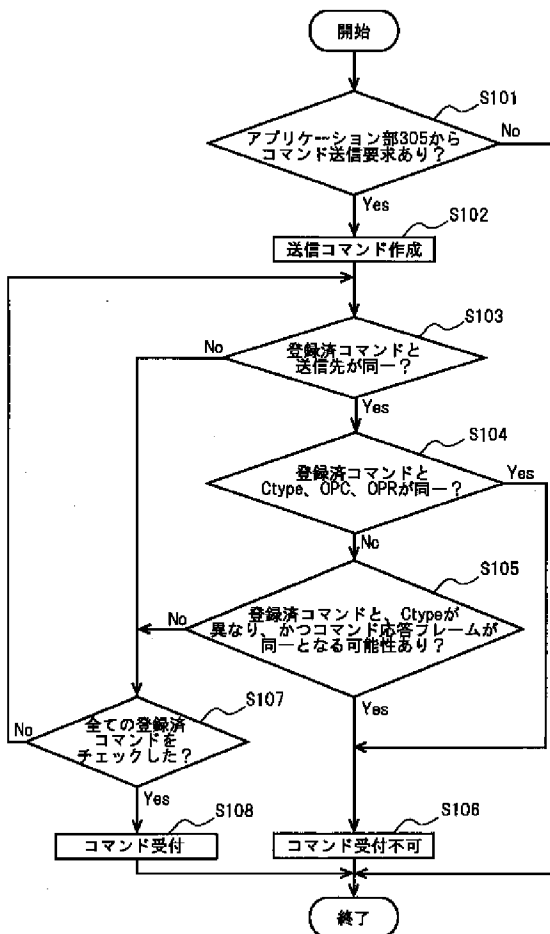 開始
S101
アプリケーション部305から
コマンド送信要求あり？
No
Yes
S102
送信コマンド作成
S103
登録済コマンドと
送信先が同一？
No
Yes
S104
登録済コマンドと
Ctype、OPC、OPRが同一？
Yes
No
S105
登録済コマンドと、Ctypeが
異なり、かつコマンド応答フレームが
同一となる可能性あり？
No
Yes
S107
全ての登録済
コマンドを
チェックした？
No
Yes
S108
コマンド受付
S106
コマンド受付不可
終了